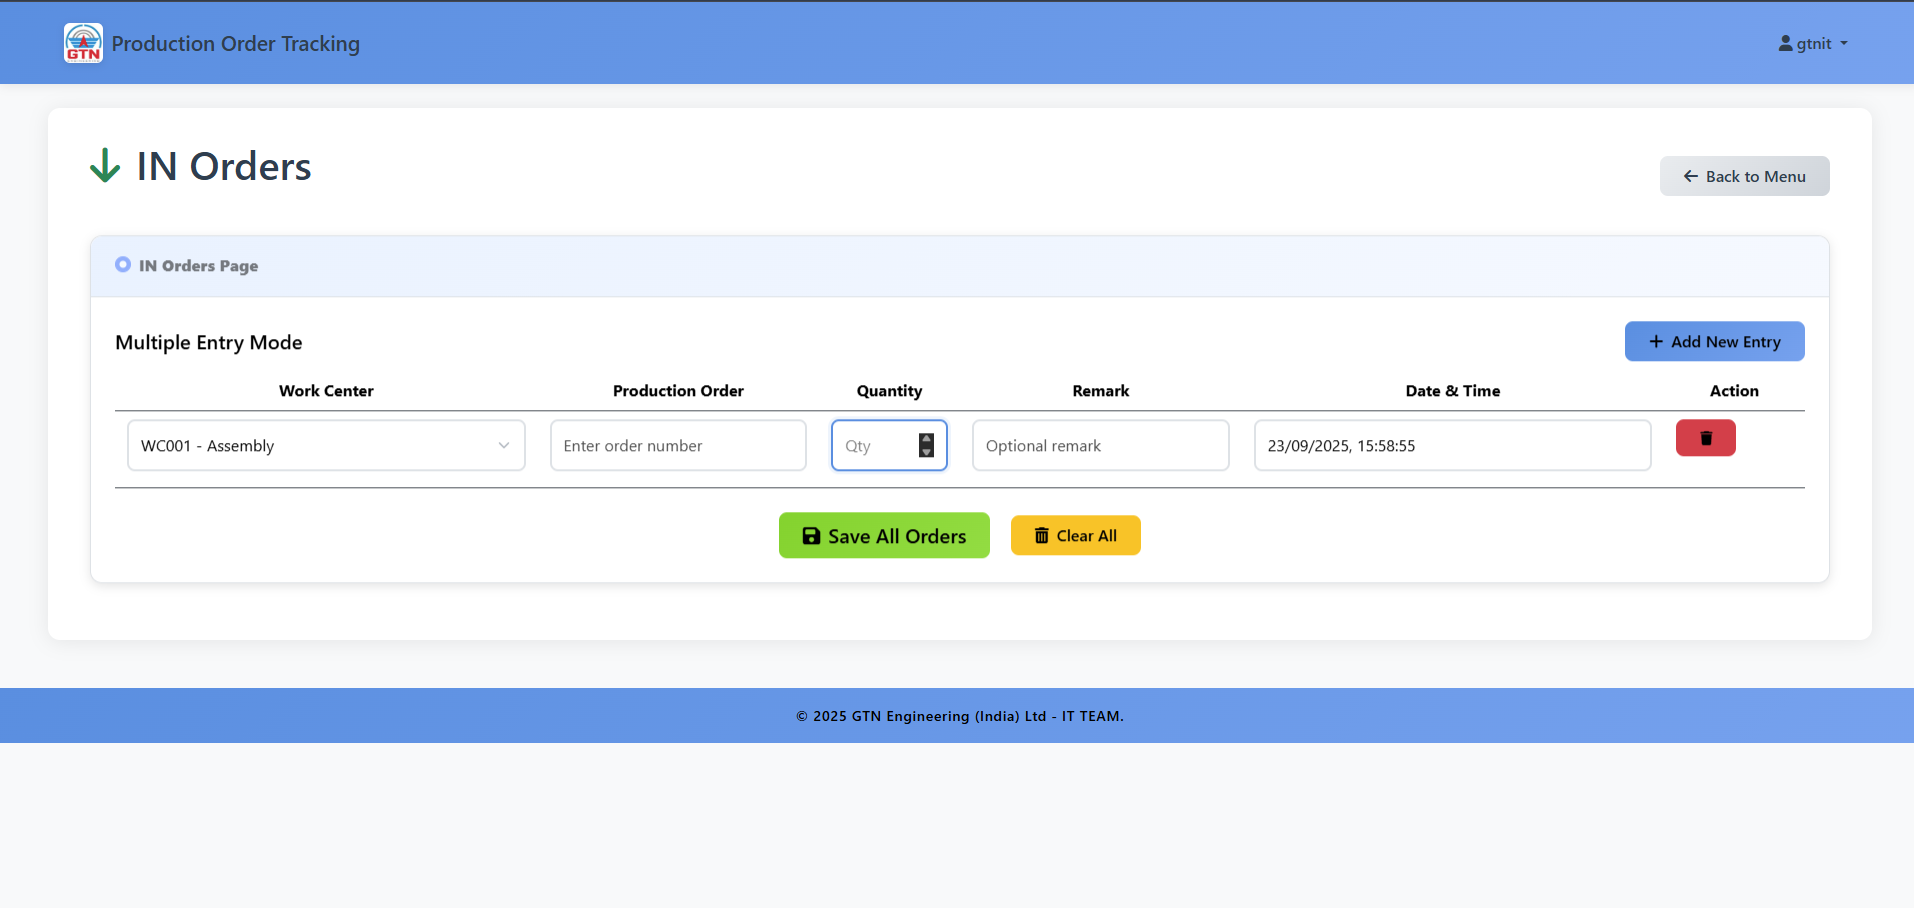 GTN
Production Order Tracking
gtnit
IN Orders
Back to Menu
IN Orders Page
Multiple Entry Mode
Add New Entry
Work Center Production Order Quantity Remark Date & Time Action
WC001 - Assembly Enter order number Qty Optional remark 23/09/2025, 15:58:55
Save All Orders Clear All
© 2025 GTN Engineering (India) Ltd - IT TEAM.